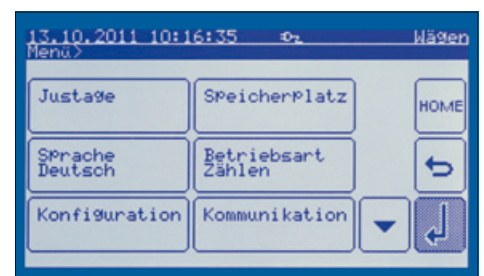 13.10.2011 10:16:35 Wägen
Menü>
Justage
Speicherplatz
HOME
Sprache
Deutsch
Betriebsart
Zählen
Konfiguration
Kommunikation